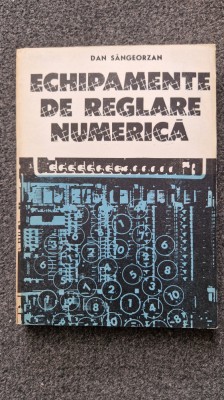 DAN SÂNGEORZAN
ECHIPAMENTE
DE REGLARE
NUMERICĂ